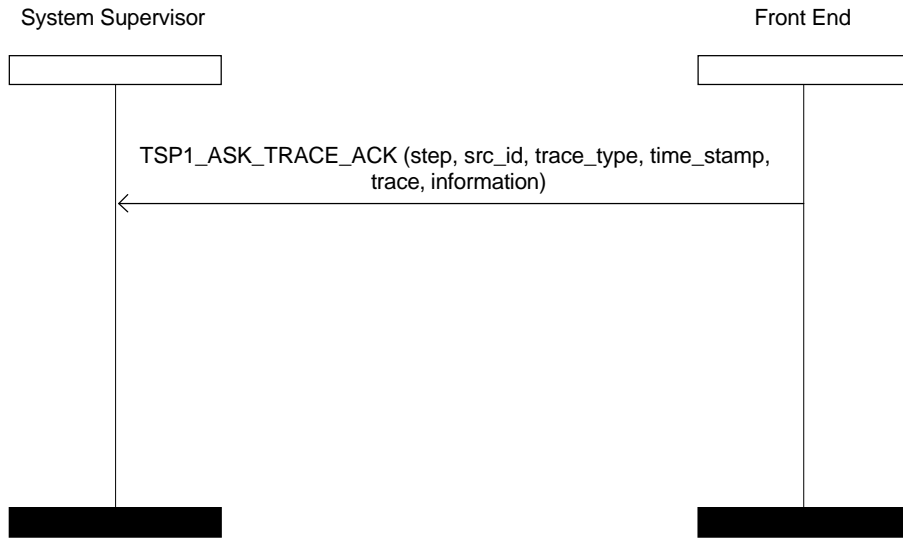 System Supervisor
Front End
TSP1_ASK_TRACE_ACK (step, src_id, trace_type, time_stamp,
trace, information)